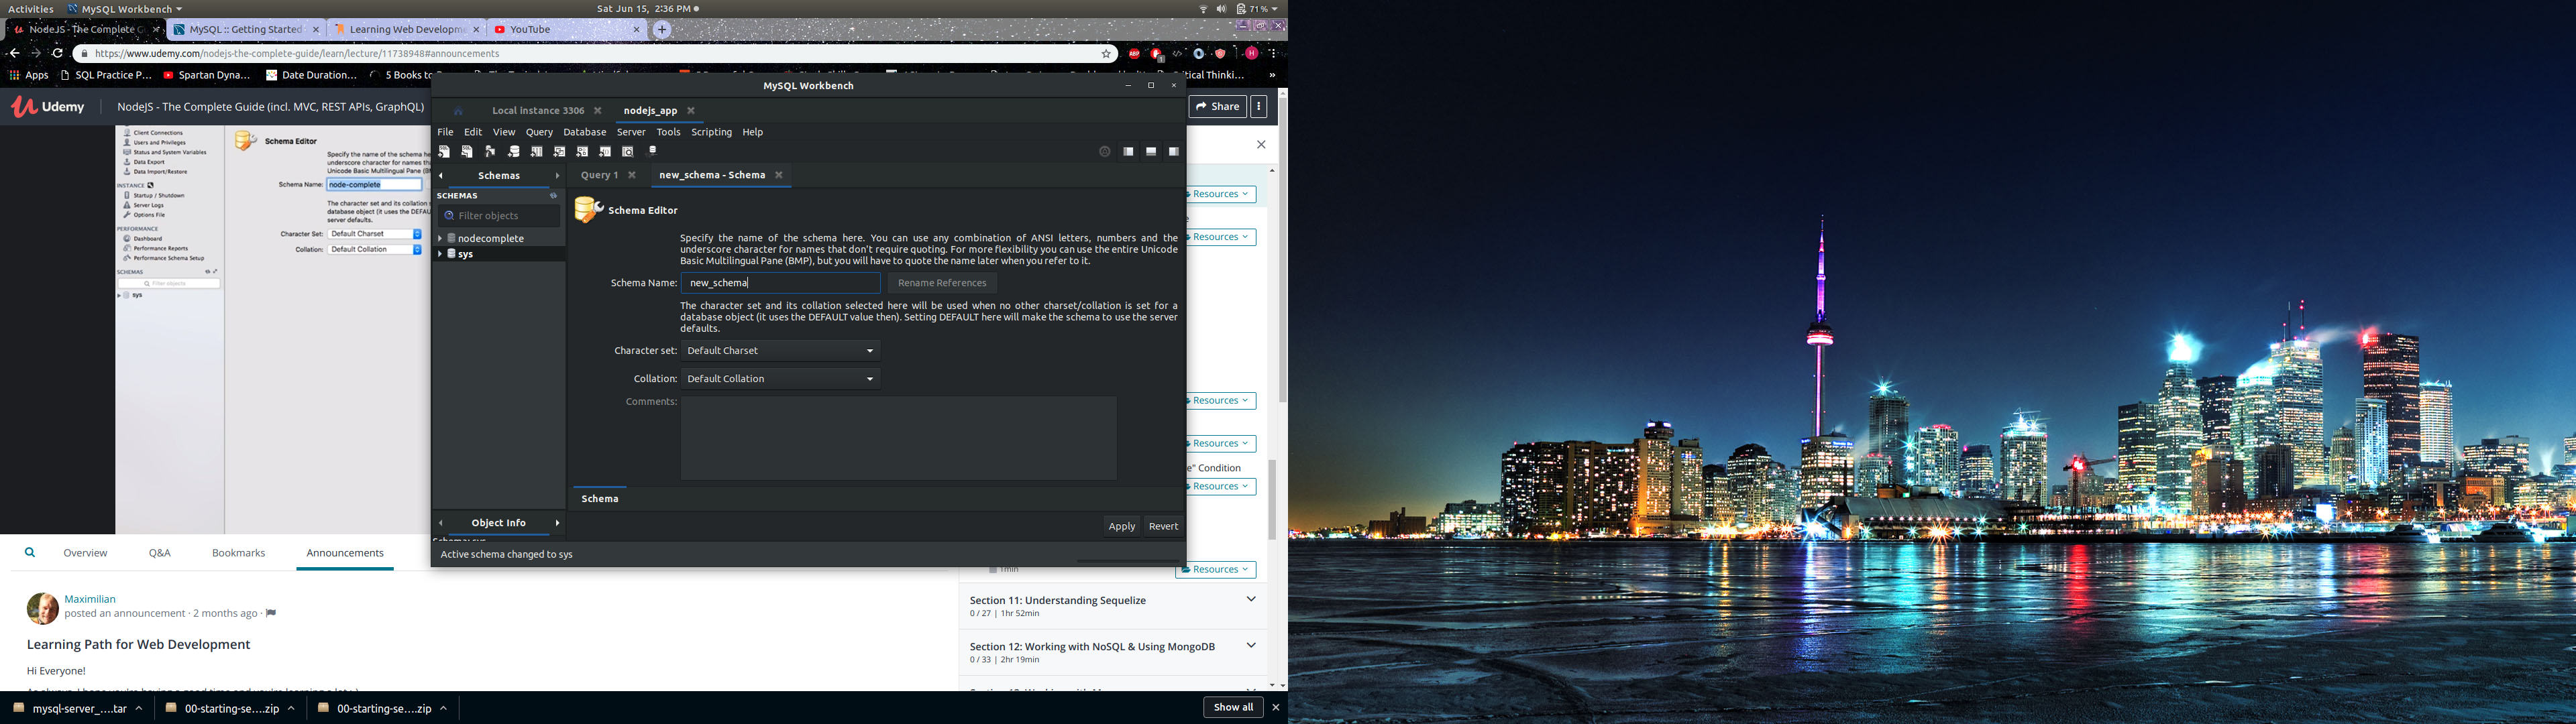 Activities MySQL Workbench Sat Jun 15, 2:36 PM 71 %
NodeJS - The Complete G MySQL :: Getting Started Learning Web Developme YouTube
https://www.udemy.com/nodejs-the-complete-guide/learn/lecture/11738948#announcements
Apps SQL Practice P… Spartan Dyna… Date Duration… 5 Books to Critical Thinki… »
Udemy NodeJS - The Complete Guide (incl. MVC, REST APIs, GraphQL) Share
Client Connections
Users and Privileges
Status and System Variables
Data Export
Data Import/Restore
INSTANCE
Startup / Shutdown
Server Logs
Options File
PERFORMANCE
Dashboard
Performance Reports
Performance Schema Setup
SCHEMAS
Filter objects
sys
Schema Editor
Specify the name of the schema he
underscore character for names tha
Unicode Basic Multilingual Pane (B
Schema Name: node-complete
The character set and its collation
database object (it uses the DEFAU
server defaults.
Character Set: Default Charset
Collation: Default Collation
MySQL Workbench
Local instance 3306 nodejs_app
File Edit View Query Database Server Tools Scripting Help
Schemas
SCHEMAS
Filter objects
nodecomplete
sys
Object Info
Query 1 new_schema - Schema
Schema Editor
Specify the name of the schema here. You can use any combination of ANSI letters, numbers and the
underscore character for names that don't require quoting. For more flexibility you can use the entire Unicode
Basic Multilingual Pane (BMP), but you will have to quote the name later when you refer to it.
Schema Name: new_schema Rename References
The character set and its collation selected here will be used when no other charset/collation is set for a
database object (it uses the DEFAULT value then). Setting DEFAULT here will make the schema to use the server
defaults.
Character set: Default Charset
Collation: Default Collation
Comments:
Schema
Apply Revert
Active schema changed to sys
Resources
Resources
Resources
Resources
e" Condition
Resources
1min
Resources
Overview Q&A Bookmarks Announcements
Maximilian
posted an announcement · 2 months ago ·
Learning Path for Web Development
Hi Everyone!
Section 11: Understanding Sequelize
0 / 27 | 1hr 52min
Section 12: Working with NoSQL & Using MongoDB
0 / 33 | 2hr 19min
mysql-server_....tar 00-starting-se....zip 00-starting-se....zip Show all